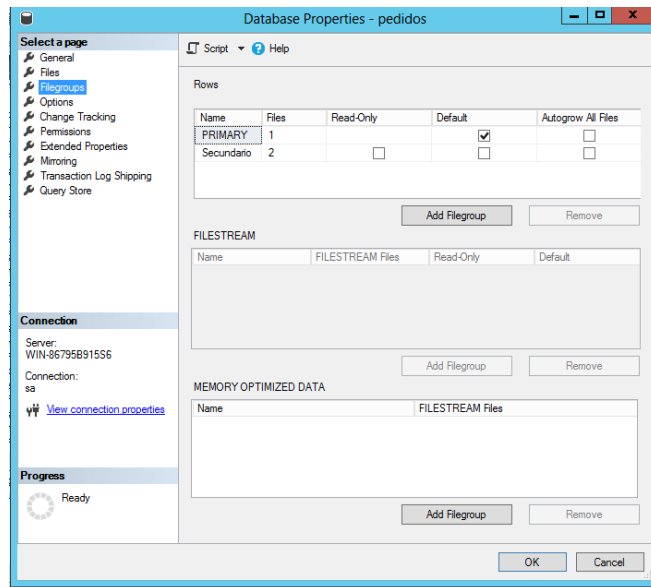 Database Properties - pedidos
Select a page
General
Files
Filegroups
Options
Change Tracking
Permissions
Extended Properties
Mirroring
Transaction Log Shipping
Query Store
Script Help
Rows
Name Files Read-Only Default Autogrow All Files
PRIMARY 1
Secundario 2
Add Filegroup Remove
FILESTREAM
Name FILESTREAM Files Read-Only Default
Add Filegroup Remove
MEMORY OPTIMIZED DATA
Name FILESTREAM Files
Add Filegroup Remove
Connection
Server:
WIN-86795B915S6
Connection:
sa
View connection properties
Progress
Ready
OK Cancel